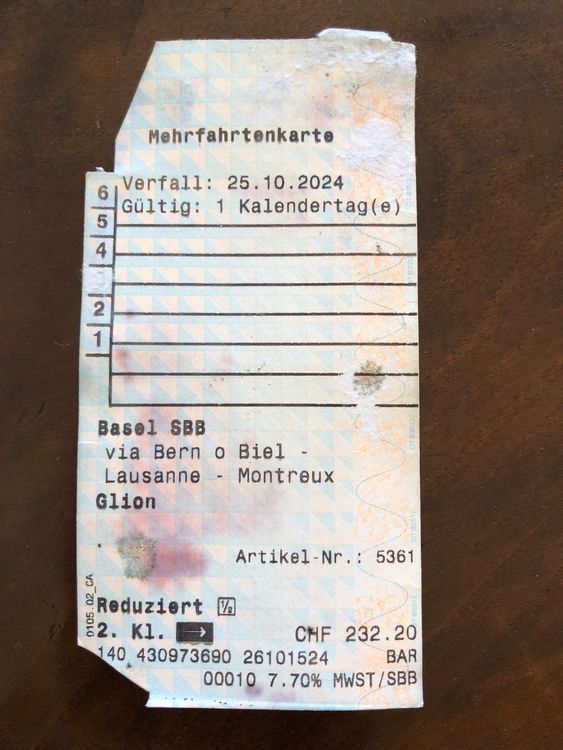 Mehrfahrtenkarte
Verfall: 25.10.2024
Gültig: 1 Kalendertag(e)
6
5
4
2
1
Basel SBB
via Bern o Biel -
Lausanne - Montreux
Glion
Artikel-Nr.: 5361
0105.02_CA
Reduziert 1/2
2. Kl. →
CHF 232.20
140 430973690 26101524 BAR
00010 7.70% MWST/SBB